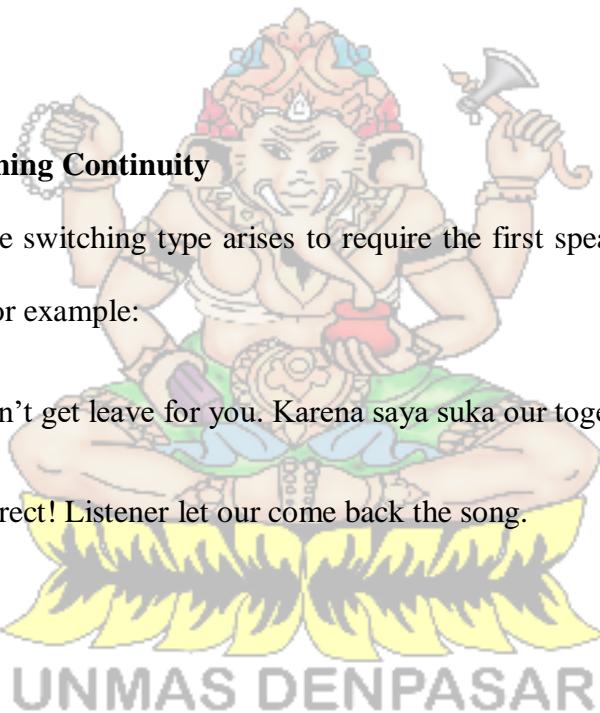 ning Continuity
e switching type arises to require the first spea
or example:
n't get leave for you. Karena saya suka our toge
rect! Listener let our come back the song.
UNMAS DENPASAR